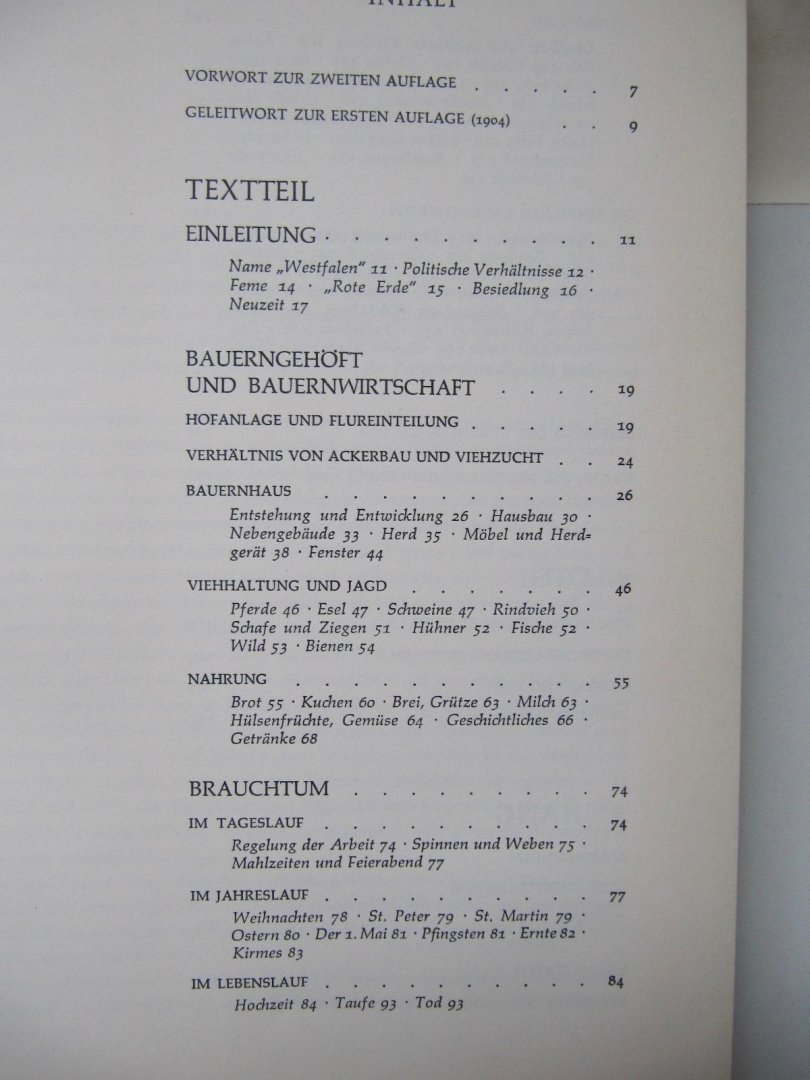 INHALT
VORWORT ZUR ZWEITEN AUFLAGE . . . . . 7
GELEITWORT ZUR ERSTEN AUFLAGE (1904) . . 9
TEXTTEIL
EINLEITUNG . . . . . . . . . . 11
Name „Westfalen“ 11 · Politische Verhältnisse 12 ·
Feme 14 · „Rote Erde“ 15 · Besiedlung 16 ·
Neuzeit 17
BAUERNGEHÖFT
UND BAUERNWIRTSCHAFT . . . . 19
HOFANLAGE UND FLUREINTEILUNG . . . . . 19
VERHÄLTNIS VON ACKERBAU UND VIEHZUCHT . . 24
BAUERNHAUS . . . . . . . . . . 26
Entstehung und Entwicklung 26 · Hausbau 30 ·
Nebengebäude 33 · Herd 35 · Möbel und Herd=
gerät 38 · Fenster 44
VIEHHALTUNG UND JAGD . . . . . . . 46
Pferde 46 · Esel 47 · Schweine 47 · Rindvieh 50 ·
Schafe und Ziegen 51 · Hühner 52 · Fische 52 ·
Wild 53 · Bienen 54
NAHRUNG . . . . . . . . . . . 55
Brot 55 · Kuchen 60 · Brei, Grütze 63 · Milch 63 ·
Hülsenfrüchte, Gemüse 64 · Geschichtliches 66 ·
Getränke 68
BRAUCHTUM . . . . . . . . . 74
IM TAGESLAUF . . . . . . . . . . 74
Regelung der Arbeit 74 · Spinnen und Weben 75 ·
Mahlzeiten und Feierabend 77
IM JAHRESLAUF . . . . . . . . . . 77
Weihnachten 78 · St. Peter 79 · St. Martin 79 ·
Ostern 80 · Der 1. Mai 81 · Pfingsten 81 · Ernte 82 ·
Kirmes 83
IM LEBENSLAUF . . . . . . . . . . 84
Hochzeit 84 · Taufe 93 · Tod 93